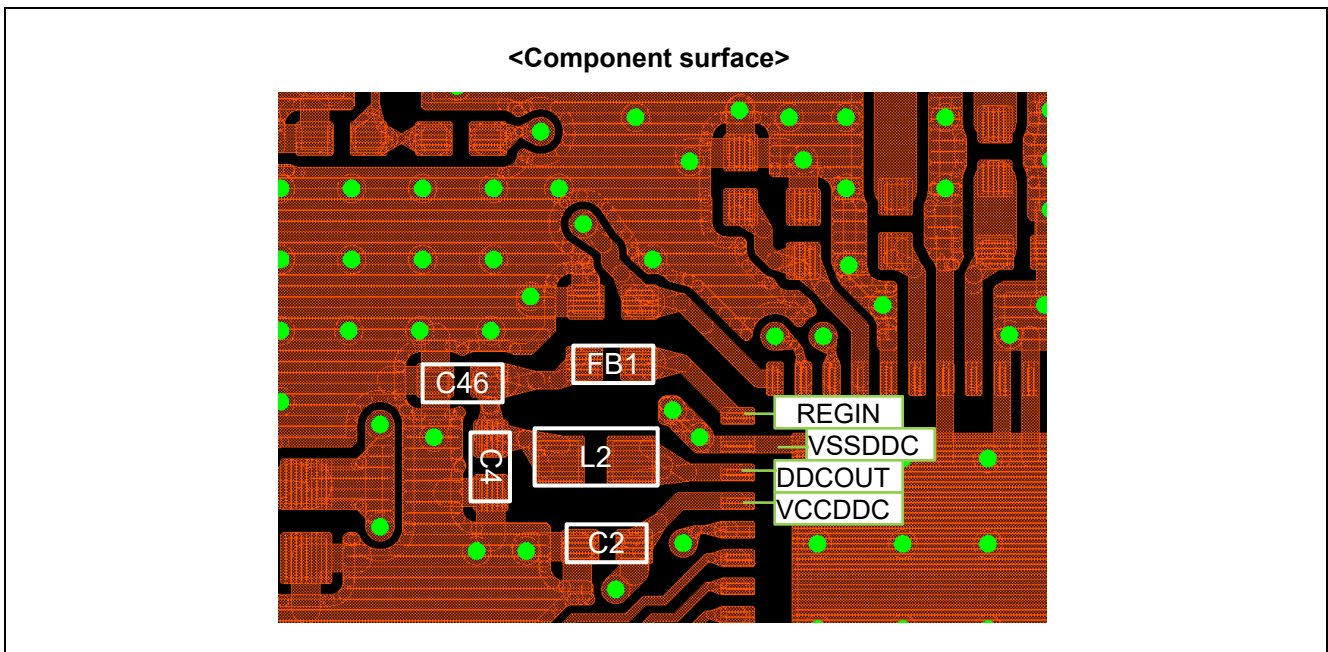 <Component surface>
FB1
C46
REGIN
VSSDDC
C4
L2
DDCOUT
VCCDDC
C2